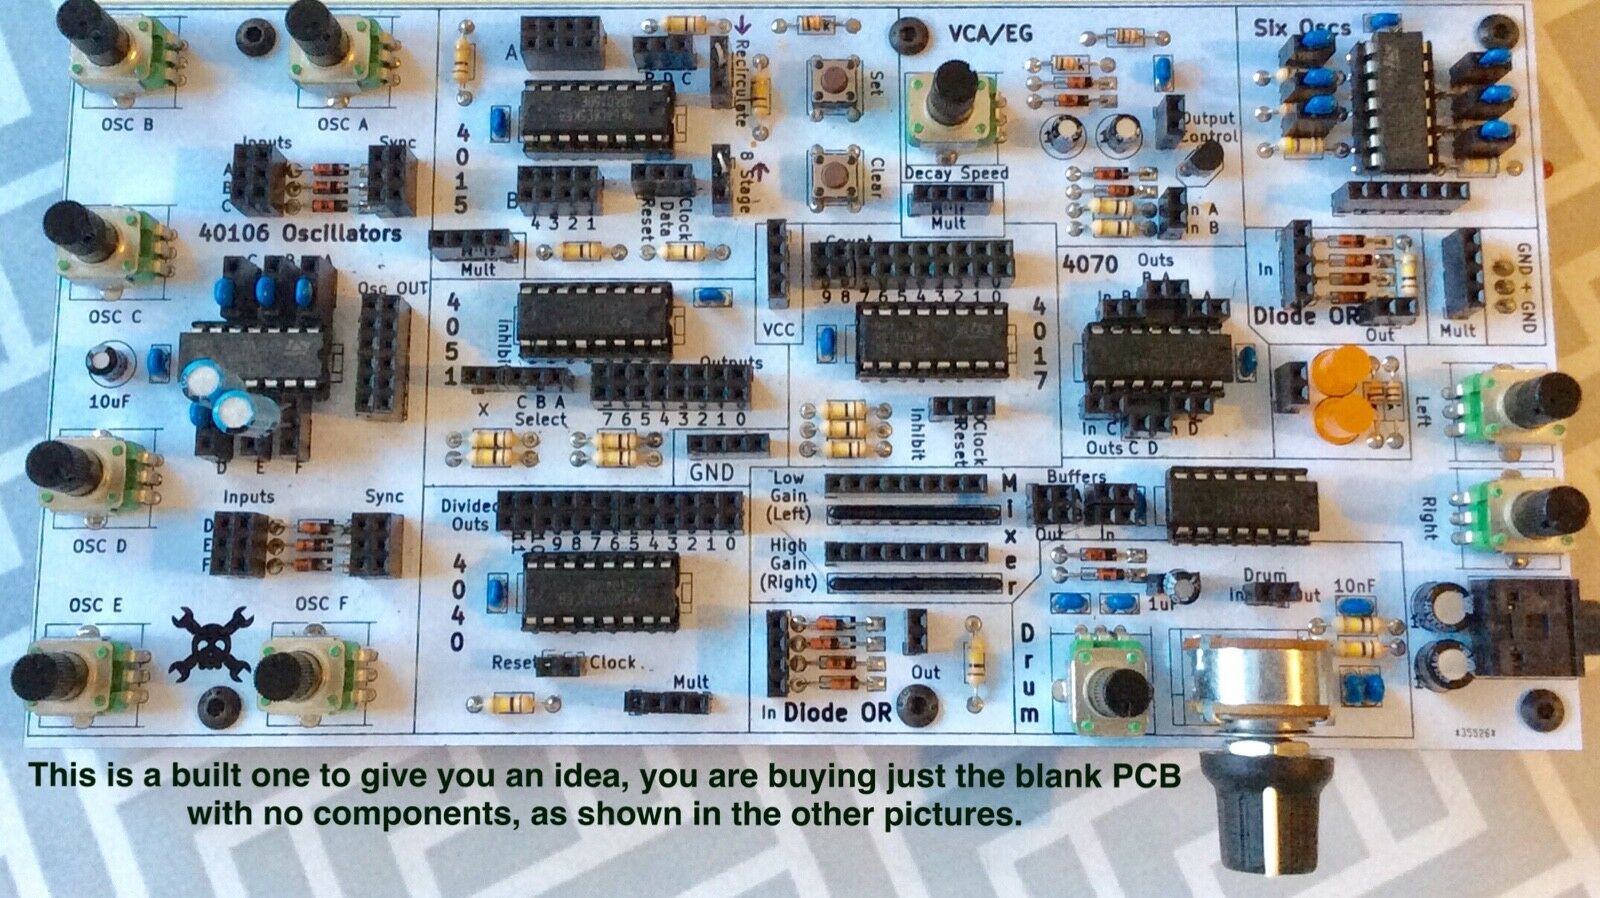 OSC B
OSC A
A
Recirculate
Set
VCA/EG
Six Oscs
Output
Control
Inputs
Sync
A
B
C
4
0
1
5
B
4 3 2 1
8 Stage
Clear
Decay Speed
Reset
Data
Clock
Mult
In A
In B
40106 Oscillators
Mult
Count
9 8 7 6 5 4 3 2 1 0
4070
Outs
B A
In
Diode OR
Out
Mult
GND + GND
OSC C
Osc OUT
4
0
5
1
Inhibit
VCC
4
0
1
7
10uF
X
C B A
Select
Outputs
7 6 5 4 3 2 1 0
Inhibit
Reset
Clock
In C
Outs C D
Left
D E F
GND
OSC D
Inputs
Sync
D
E
F
Divided
Outs
11 10 9 8 7 6 5 4 3 2 1 0
Low
Gain
(Left)
High
Gain
(Right)
Mixer
Buffers
Out
In
Right
4
0
4
0
Drum
In
Out
10nF
1uF
OSC E
OSC F
Reset
Clock
Mult
In Diode OR
Out
Drum
*35526*
This is a built one to give you an idea, you are buying just the blank PCB
with no components, as shown in the other pictures.